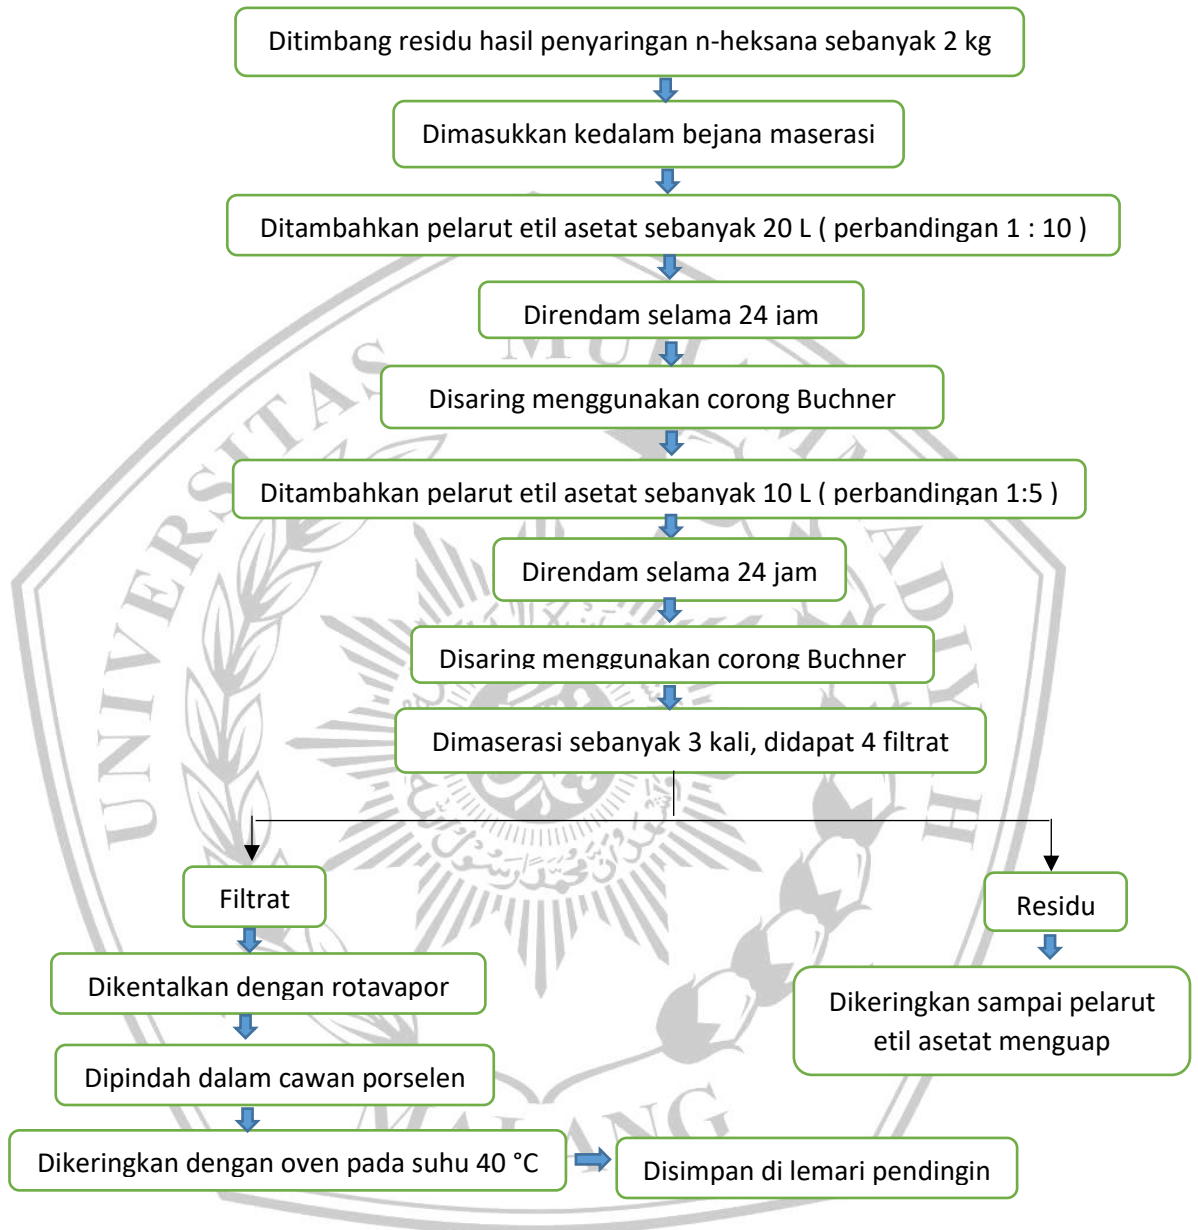 Ditimbang residu hasil penyaringan n-heksana sebanyak 2 kg
Dimasukkan kedalam bejana maserasi
Ditambahkan pelarut etil asetat sebanyak 20 L ( perbandingan 1 : 10 )
Direndam selama 24 jam
Disaring menggunakan corong Buchner
Ditambahkan pelarut etil asetat sebanyak 10 L ( perbandingan 1:5 )
Direndam selama 24 jam
Disaring menggunakan corong Buchner
Dimaserasi sebanyak 3 kali, didapat 4 filtrat
Filtrat
Residu
Dikentalkan dengan rotavapor
Dikeringkan sampai pelarut
etil asetat menguap
Dipindah dalam cawan porselen
Dikeringkan dengan oven pada suhu 40 °C
Disimpan di lemari pendingin
UNIVERSITAS MUH MADIYAH
MALANG